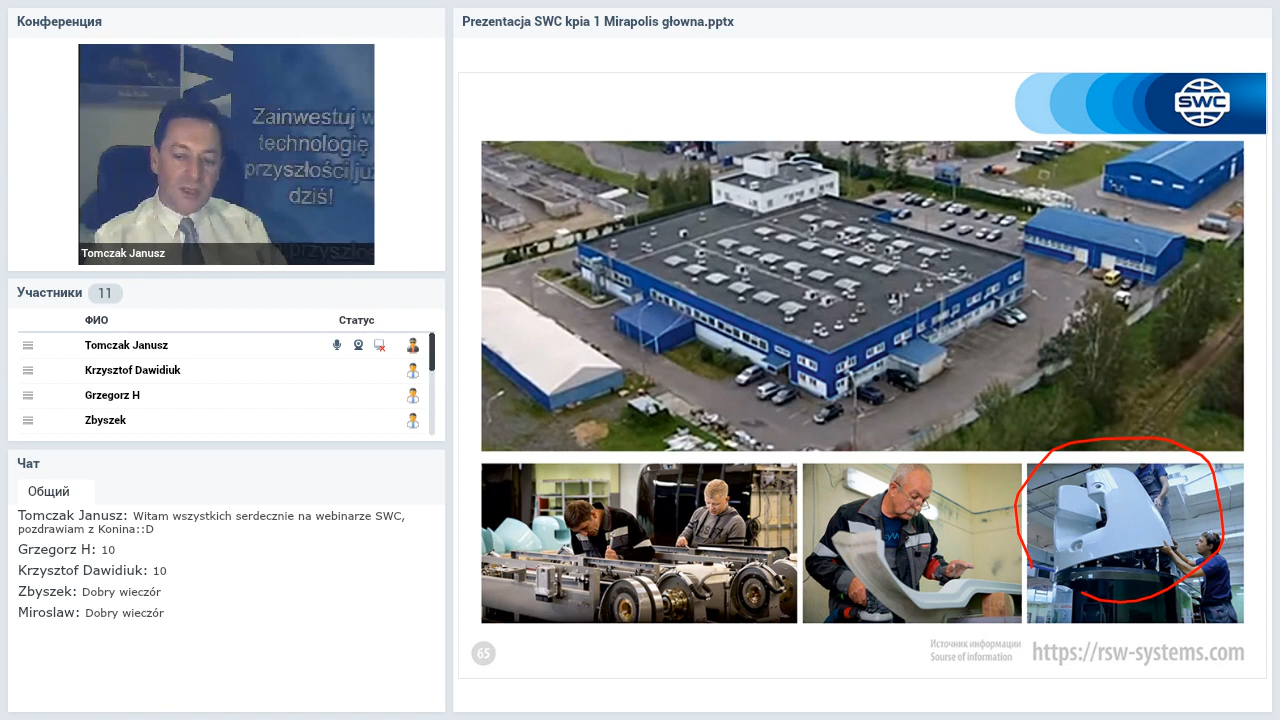 Конференция
Zainwestuj w
technologię
przyszłości już
dziś!
Tomczak Janusz
Участники 11
ФИО Статус
Tomczak Janusz
Krzysztof Dawidiuk
Grzegorz H
Zbyszek
Чат
Общий
Tomczak Janusz: Witam wszystkich serdecznie na webinarze SWC,
pozdrawiam z Konina::D
Grzegorz H: 10
Krzysztof Dawidiuk: 10
Zbyszek: Dobry wieczór
Miroslaw: Dobry wieczór
Prezentacja SWC kpia 1 Mirapolis głowna.pptx
SWC
65
Источник информации
Sourse of information
https://rsw-systems.com